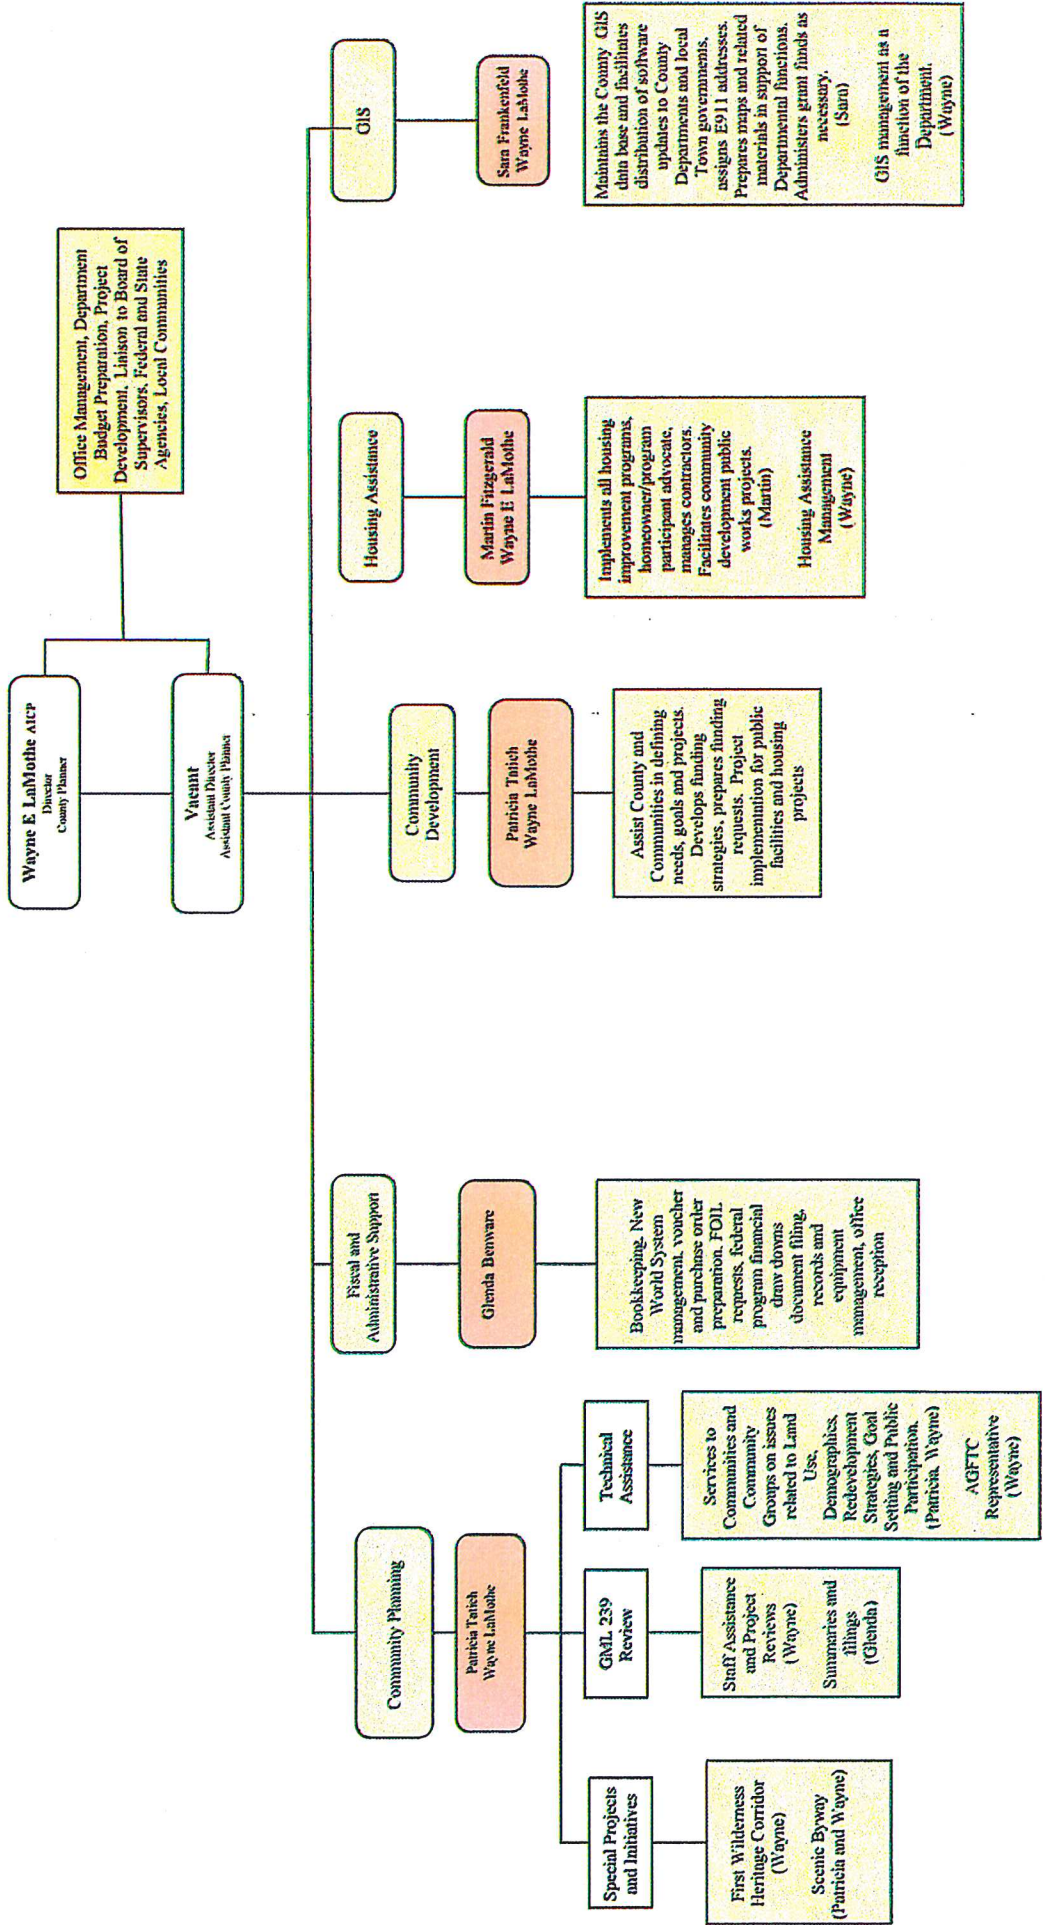 Wayne E LaMothe AICP
Director
County Planner
Vacant
Assistant Director
Assistant County Planner
Office Management, Department
Budget Preparation, Project
Development, Liaison to Board of
Supervisors, Federal and State
Agencies, Local Communities
Community Planning
Patricia Tatich
Wayne LaMothe
Special Projects
and Initiatives
First Wilderness
Heritage Corridor
(Wayne)
Scenic Byway
(Patricia and Wayne)
GML 239
Review
Staff Assistance
and Project
Reviews
(Wayne)
Summaries and
filings
(Glenda)
Technical
Assistance
Services to
Communities and
Community
Groups on issues
related to Land
Use,
Demographics,
Redevelopment
Strategies, Goal
Setting and Public
Participation.
(Patricia, Wayne)
AGFTC
Representative
(Wayne)
Fiscal and
Administrative Support
Glenda Benware
Bookkeeping, New
World System
management, voucher
and purchase order
preparation. FOIL
requests, federal
program financial
draw downs
document filing,
records and
equipment
management, office
reception
Community
Development
Patricia Tatich
Wayne LaMothe
Assist County and
Communities in defining
needs, goals and projects.
Develops funding
strategies, prepares funding
requests. Project
implementation for public
facilities and housing
projects
Housing Assistance
Martin Fitzgerald
Wayne E LaMothe
Implements all housing
improvement programs,
homeowner/program
participant advocate,
manages contractors.
Facilitates community
development public
works projects.
(Martin)
Housing Assistance
Management
(Wayne)
GIS
Sara Frankenfeld
Wayne LaMothe
Maintains the County GIS
data base and facilitates
distribution of software
updates to County
Departments and local
Town governments,
assigns E911 addresses.
Prepares maps and related
materials in support of
Departmental functions.
Administers grant funds as
necessary.
(Sara)
GIS management as a
function of the
Department.
(Wayne)